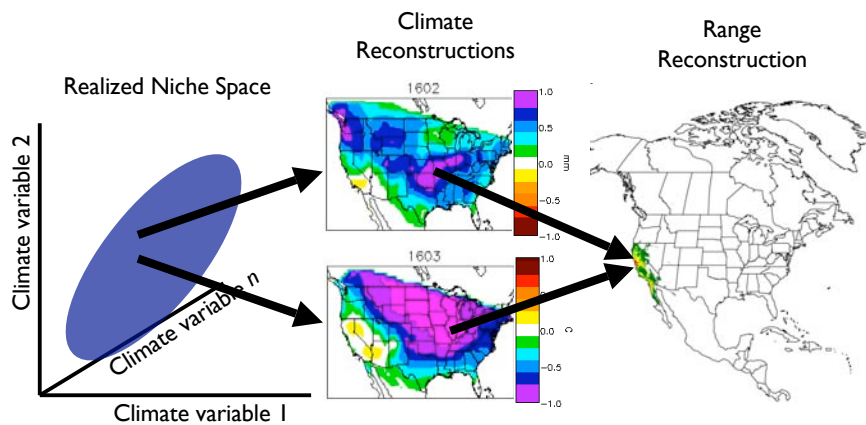 Climate
Reconstructions
Range
Reconstruction
Realized Niche Space
1602
1.0
0.5
0.0
-0.5
-1.0
mm
Climate variable 2
Climate variable n
Climate variable 1
1603
1.0
0.5
0.0
-0.5
-1.0
C